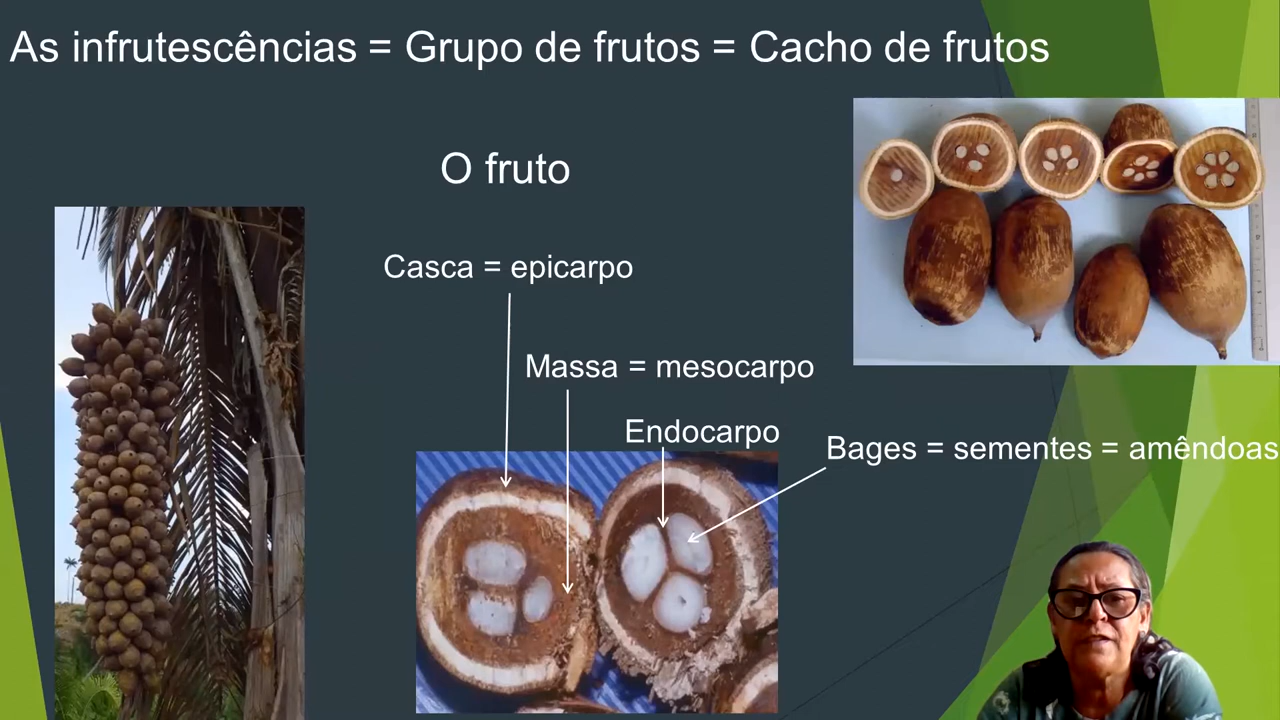 As infrutescências = Grupo de frutos = Cacho de frutos
O fruto
Casca = epicarpo
Massa = mesocarpo
Endocarpo
Bages = sementes = amêndoas